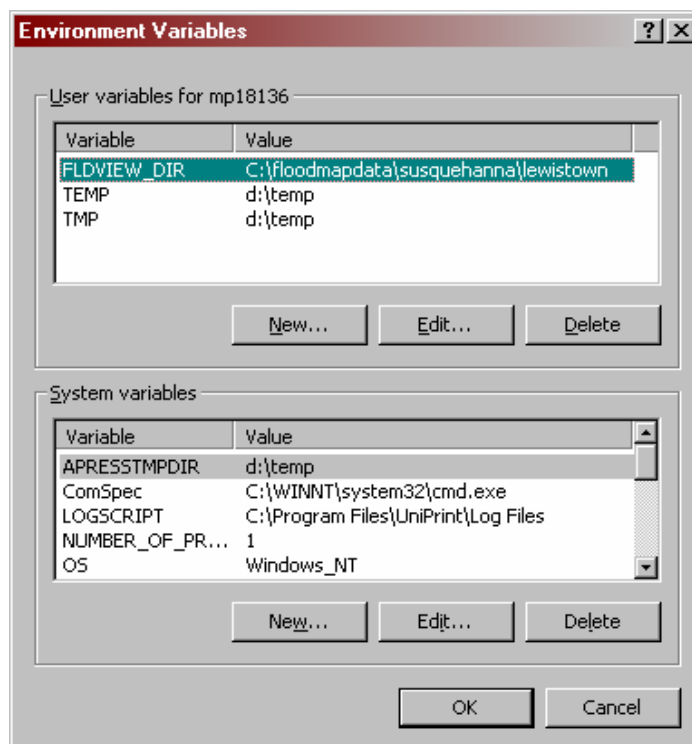 Environment Variables
User variables for mp18136
Variable Value
FLDVIEW_DIR C:\floodmapdata\susquehanna\lewistown
TEMP d:\temp
TMP d:\temp
New... Edit... Delete
System variables
Variable Value
APRESSTMPDIR d:\temp
ComSpec C:\WINNT\system32\cmd.exe
LOGSCRIPT C:\Program Files\UniPrint\Log Files
NUMBER_OF_PR... 1
OS Windows_NT
New... Edit... Delete
OK Cancel